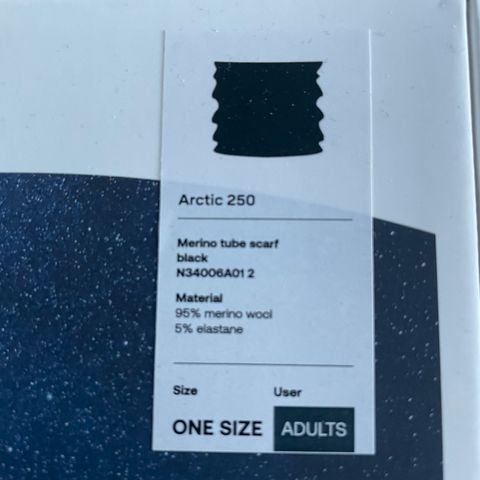 Arctic 250
Merino tube scarf
black
N34006A01 2
Material
95% merino wool
5% elastane
Size User
ONE SIZE ADULTS